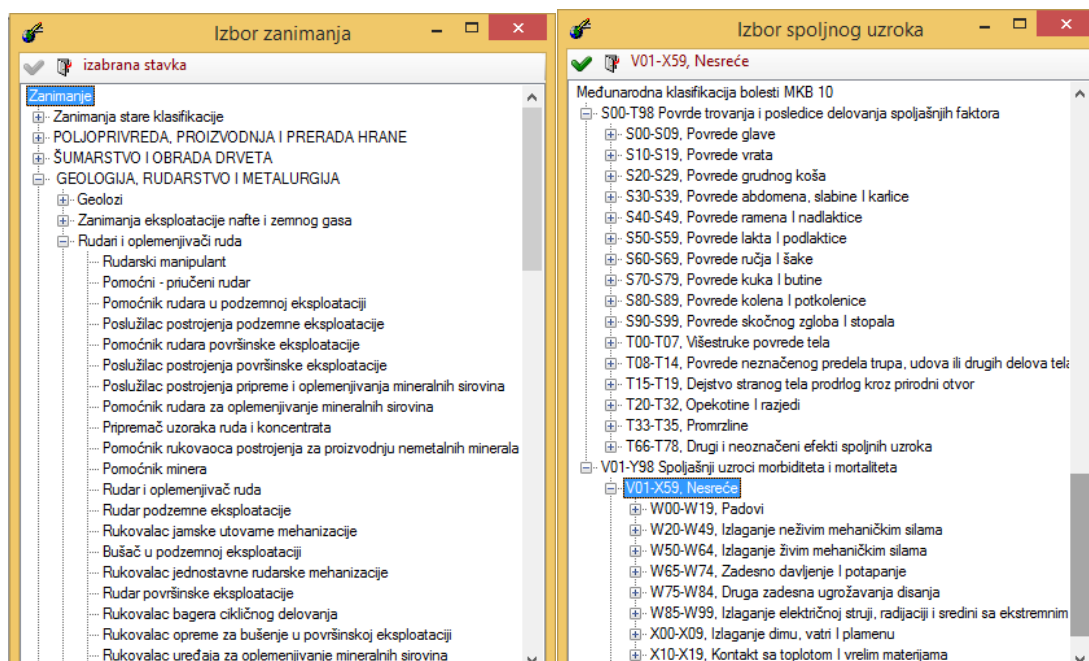 Izbor zanimanja
izabrana stavka
Zanimanje
Zanimanja stare klasifikacije
POLJOPRIVREDA, PROIZVODNJA I PRERADA HRANE
ŠUMARSTVO I OBRADA DRVETA
GEOLOGIJA, RUDARSTVO I METALURGIJA
Geolozi
Zanimanja eksploatacije nafte i zemnog gasa
Rudari i oplemenjivači ruda
Rudarski manipulant
Pomoćni - priučeni rudar
Pomoćnik rudara u podzemnoj eksploataciji
Poslužilac postrojenja podzemne eksploatacije
Pomoćnik rudara površinske eksploatacije
Poslužilac postrojenja površinske eksploatacije
Poslužilac postrojenja pripreme i oplemenjivanja mineralnih sirovina
Pomoćnik rudara za oplemenjivanje mineralnih sirovina
Pripremač uzoraka ruda i koncentrata
Pomoćnik rukovaoca postrojenja za proizvodnju nemetalnih minerala
Pomoćnik minera
Rudar i oplemenjivač ruda
Rudar podzemne eksploatacije
Rukovalac jamske utovarne mehanizacije
Bušač u podzemnoj eksploataciji
Rukovalac jednostavne rudarske mehanizacije
Rudar površinske eksploatacije
Rukovalac bagera cikličnog delovanja
Rukovalac opreme za bušenje u površinskoj eksploataciji
Rukovalac uređaja za oplemenjivanje mineralnih sirovina
Izbor spoljnog uzroka
V01-X59, Nesreće
Međunarodna klasifikacija bolesti MKB 10
S00-T98 Povrde trovanja i posledice delovanja spoljašnjih faktora
S00-S09, Povrede glave
S10-S19, Povrede vrata
S20-S29, Povrede grudnog koša
S30-S39, Povrede abdomena, slabine I karlice
S40-S49, Povrede ramena I nadlaktice
S50-S59, Povrede lakta I podlaktice
S60-S69, Povrede ručja I šake
S70-S79, Povrede kuka I butine
S80-S89, Povrede kolena I potkolenice
S90-S99, Povrede skočnog zgloba I stopala
T00-T07, Višestruke povrede tela
T08-T14, Povrede neznačenog predela trupa, udova ili drugih delova tela
T15-T19, Dejstvo stranog tela prodrlog kroz prirodni otvor
T20-T32, Opekotine I razjedi
T33-T35, Promrzline
T66-T78, Drugi i neoznačeni efekti spoljnih uzroka
V01-Y98 Spoljašnji uzroci morbiditeta i mortaliteta
V01-X59, Nesreće
W00-W19, Padovi
W20-W49, Izlaganje neživim mehaničkim silama
W50-W64, Izlaganje živim mehaničkim silama
W65-W74, Zadesno davljenje I potapanje
W75-W84, Druga zadesna ugrožavanja disanja
W85-W99, Izlaganje električnoj struji, radijaciji i sredini sa ekstremnim
X00-X09, Izlaganje dimu, vatri I plamenu
X10-X19, Kontakt sa toplotom I vrelim materijama